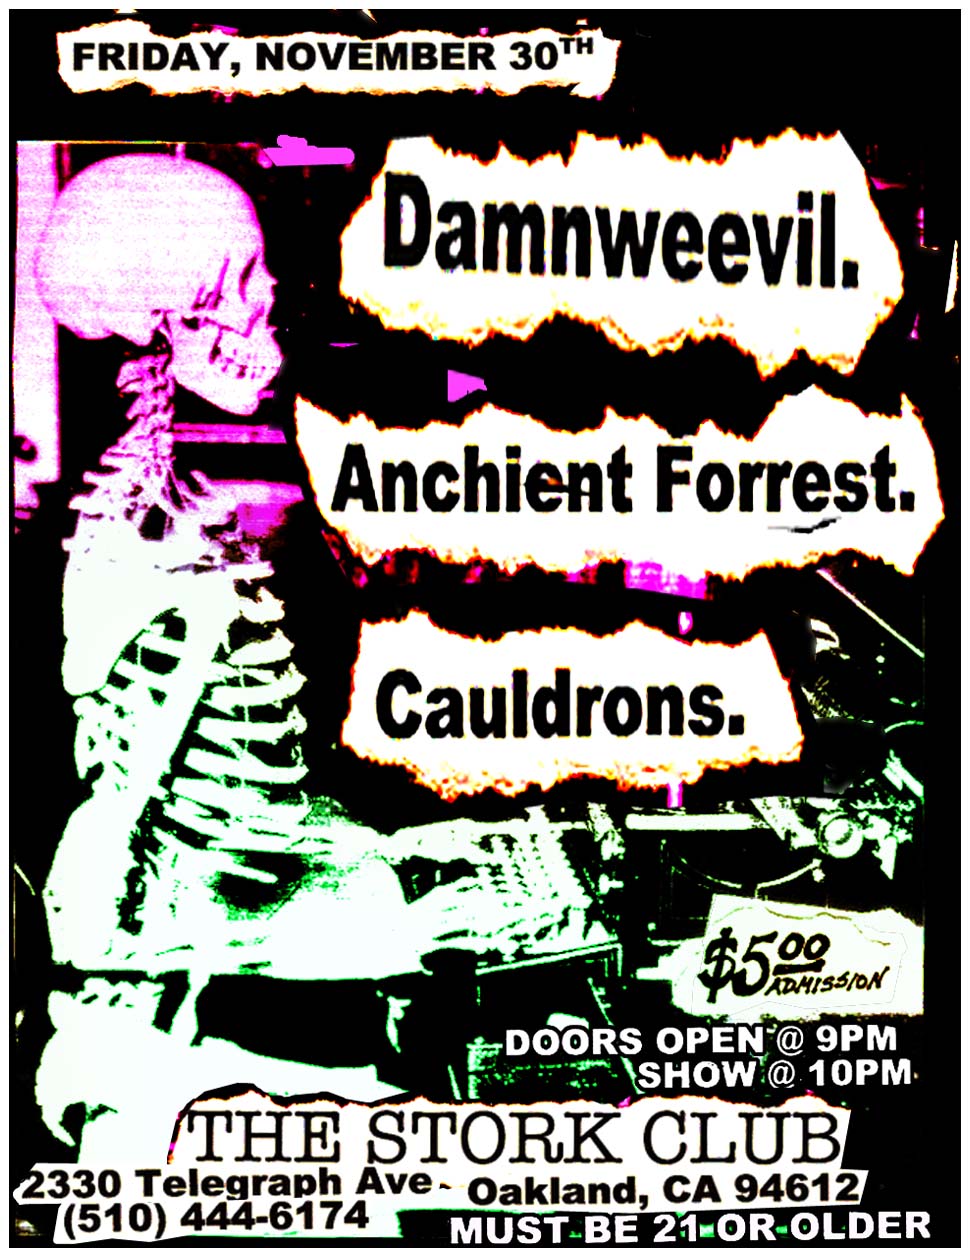 FRIDAY, NOVEMBER 30TH
Damnweevil.
Anchient Forrest.
Cauldrons.
$5.00
ADMISSION
DOORS OPEN @ 9PM
SHOW @ 10PM
THE STORK CLUB
2330 Telegraph Ave. Oakland, CA 94612
(510) 444-6174
MUST BE 21 OR OLDER